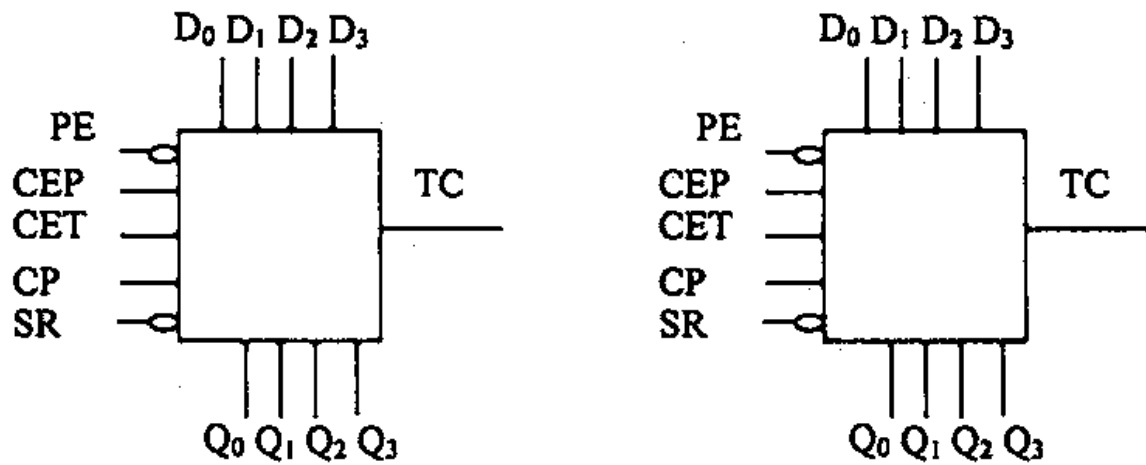 D₀ D₁ D₂ D₃
PE
CEP
CET
CP
SR
TC
Q₀ Q₁ Q₂ Q₃
D₀ D₁ D₂ D₃
PE
CEP
CET
CP
SR
TC
Q₀ Q₁ Q₂ Q₃